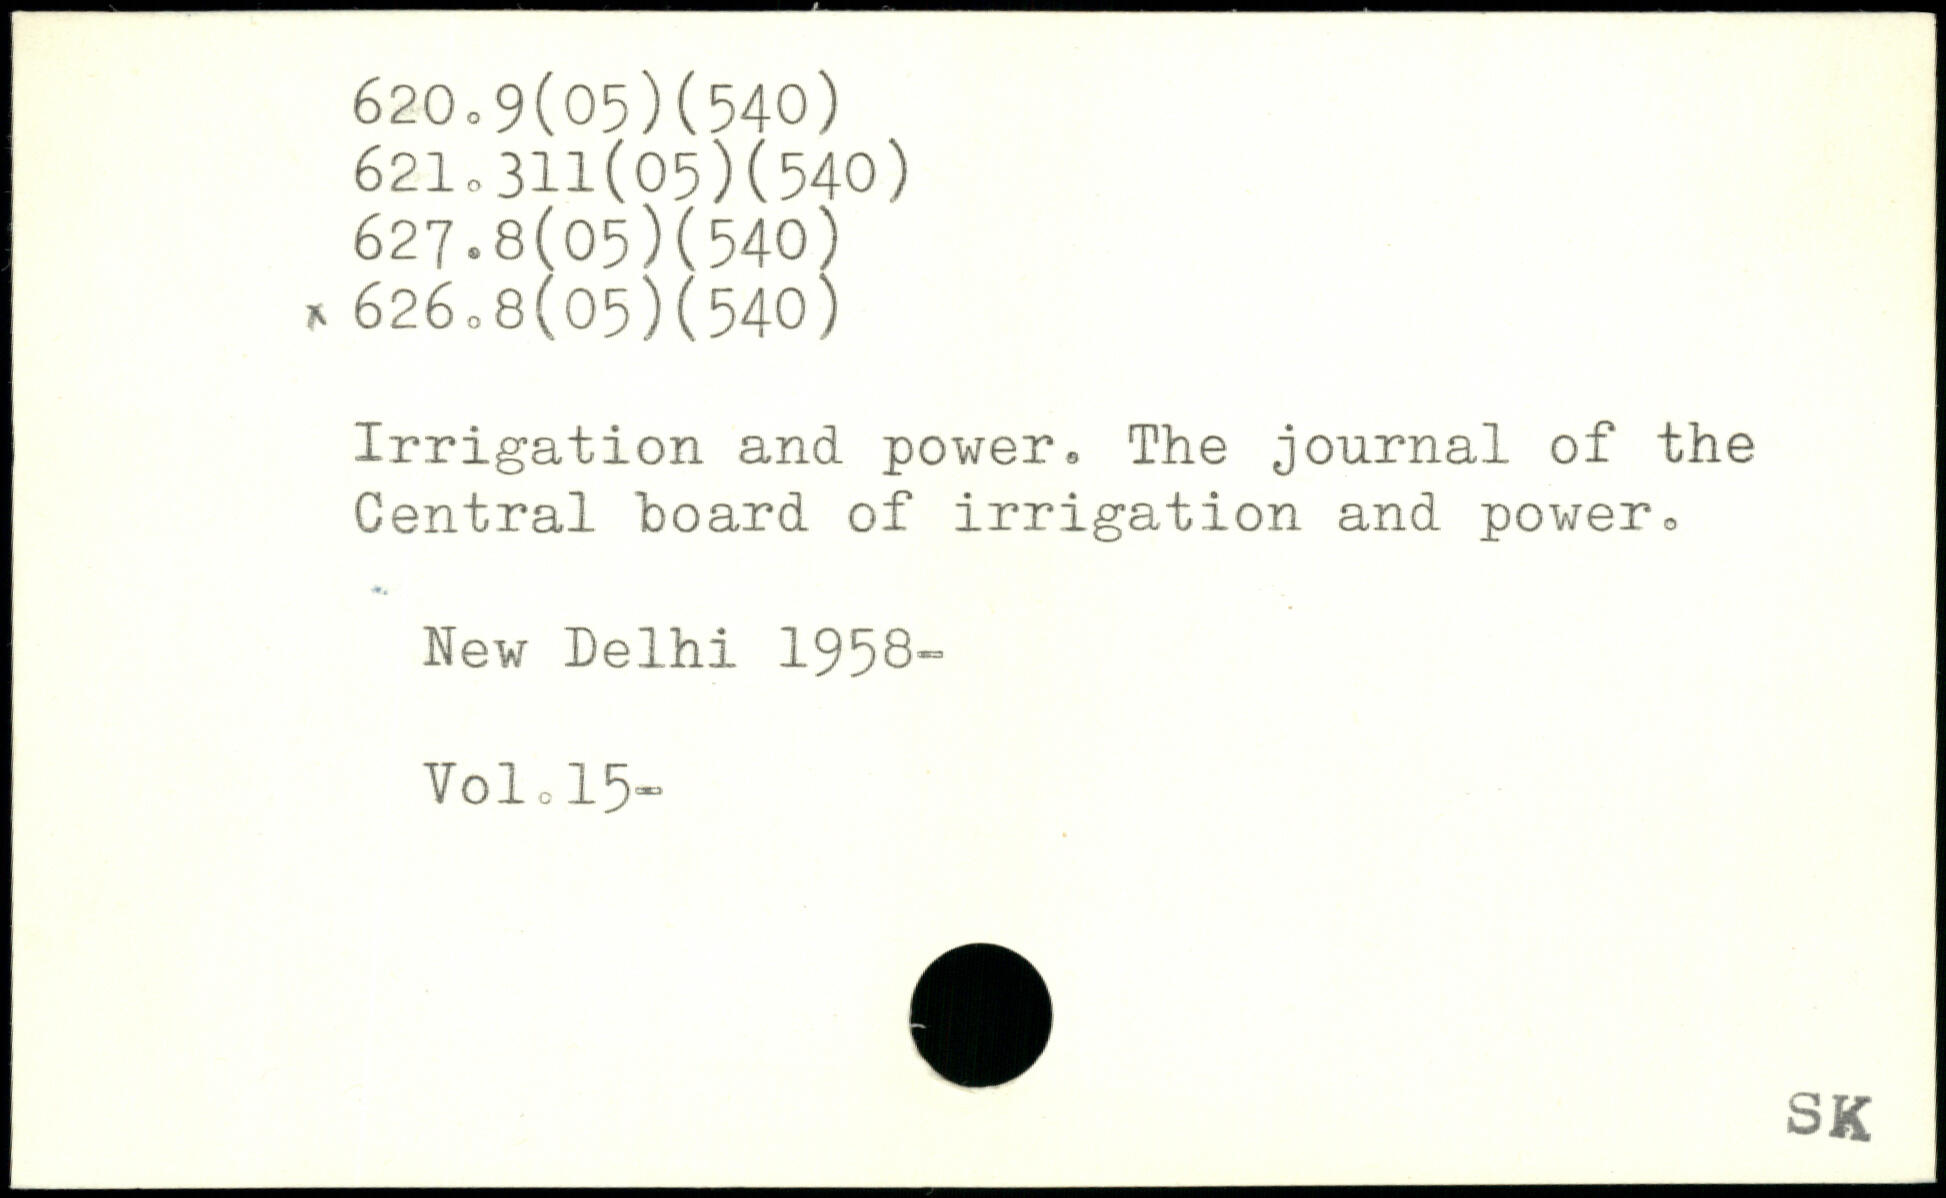 620.9(05)(540)
621.311(05)(540)
627.8(05)(540)
x 626.8(05)(540)
Irrigation and power. The journal of the
Central board of irrigation and power.
New Delhi 1958-
Vol.15-
SK